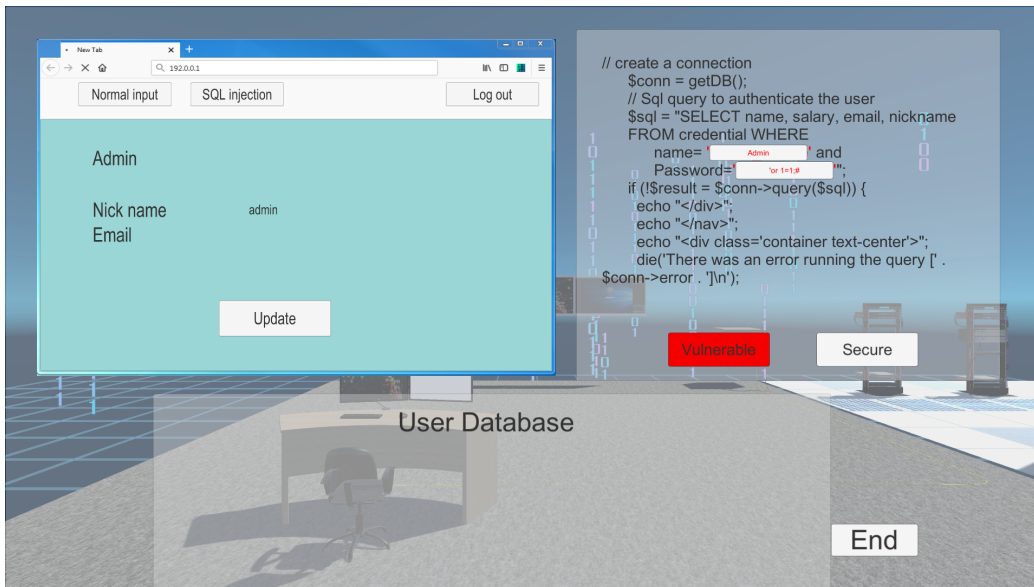 New Tab
192.0.0.1
Normal input
SQL injection
Log out
Admin
Nick name admin
Email
Update
// create a connection
$conn = getDB();
// Sql query to authenticate the user
$sql = "SELECT name, salary, email, nickname
FROM credential WHERE
name= 'Admin' and
Password=''or 1=1;#'";
if (!$result = $conn->query($sql)) {
echo "</div>";
echo "</nav>";
echo "<div class='container text-center'>";
die('There was an error running the query [' .
$conn->error . ']\n');
Vulnerable
Secure
User Database
End